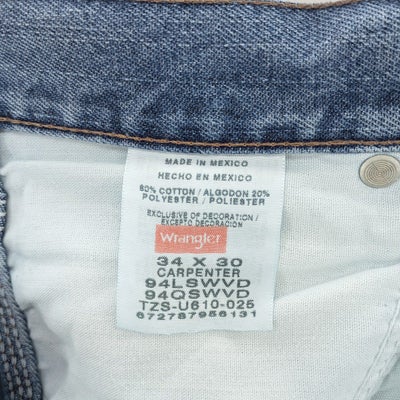 MADE IN MEXICO
HECHO EN MEXICO
80% COTTON / ALGODON 20%
POLYESTER / POLIESTER
EXCLUSIVE OF DECORATION /
EXCEPTO DECORACION
Wrangler
34 X 30
CARPENTER
94LSWVD
94QSWVD
TZS-U610-025
672787956131